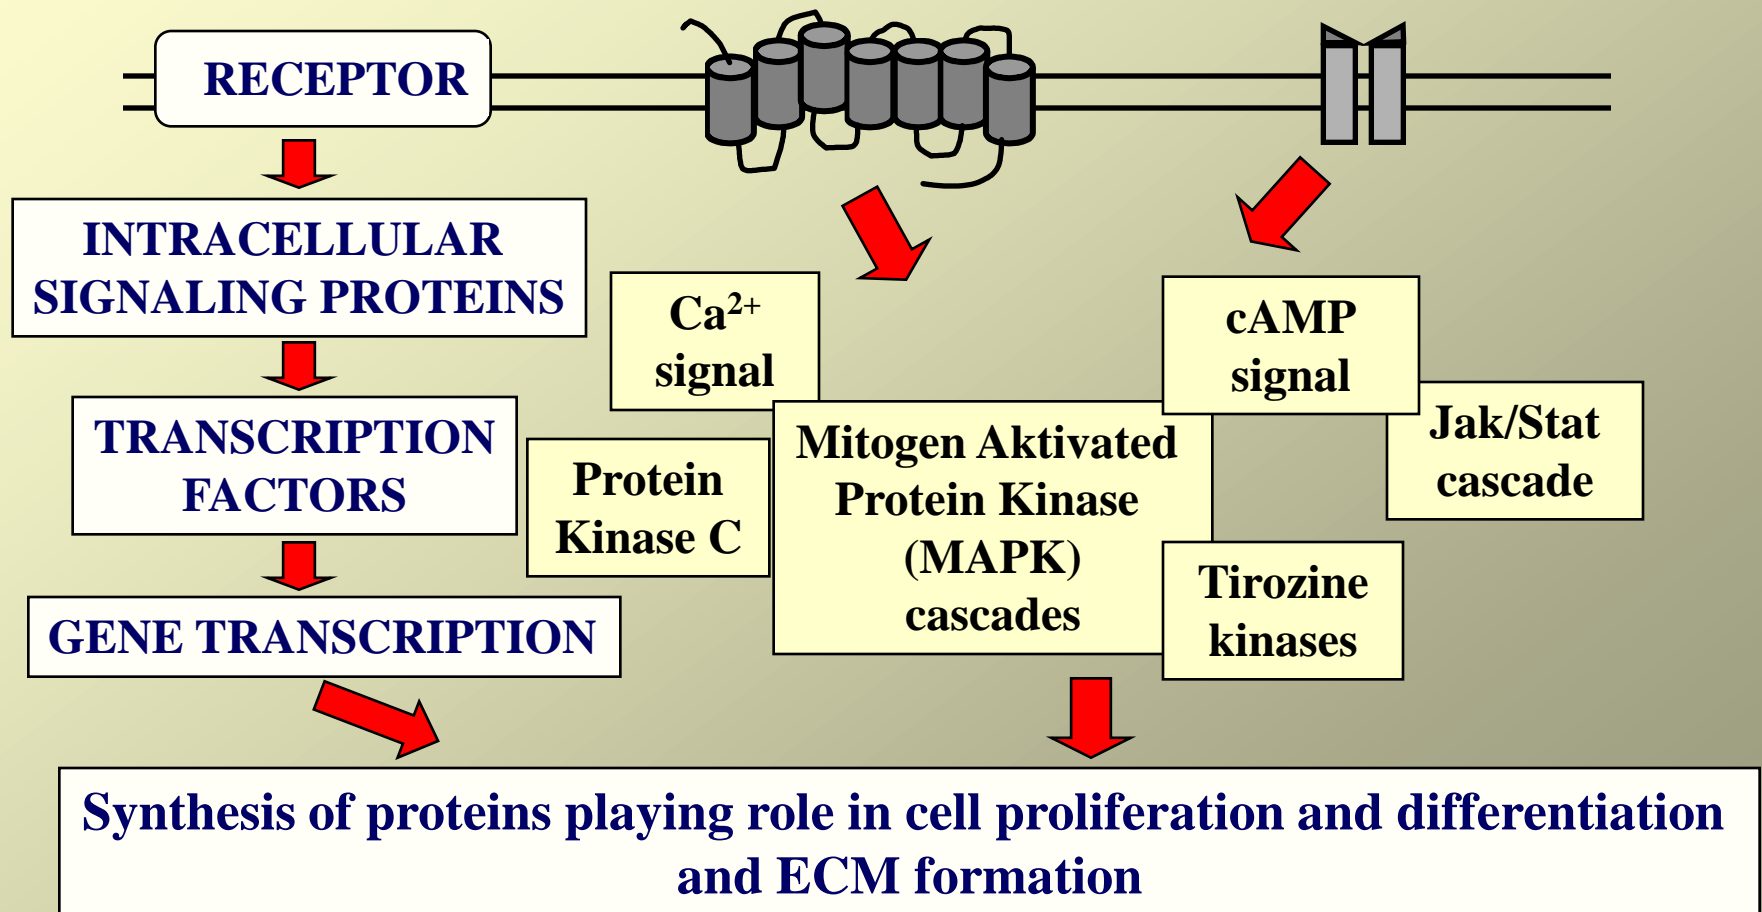 RECEPTOR
INTRACELLULAR
SIGNALING PROTEINS
TRANSCRIPTION
FACTORS
GENE TRANSCRIPTION
Ca²⁺
signal
Protein
Kinase C
Mitogen Aktivated
Protein Kinase
(MAPK)
cascades
cAMP
signal
Jak/Stat
cascade
Tirozine
kinases
Synthesis of proteins playing role in cell proliferation and differentiation
and ECM formation